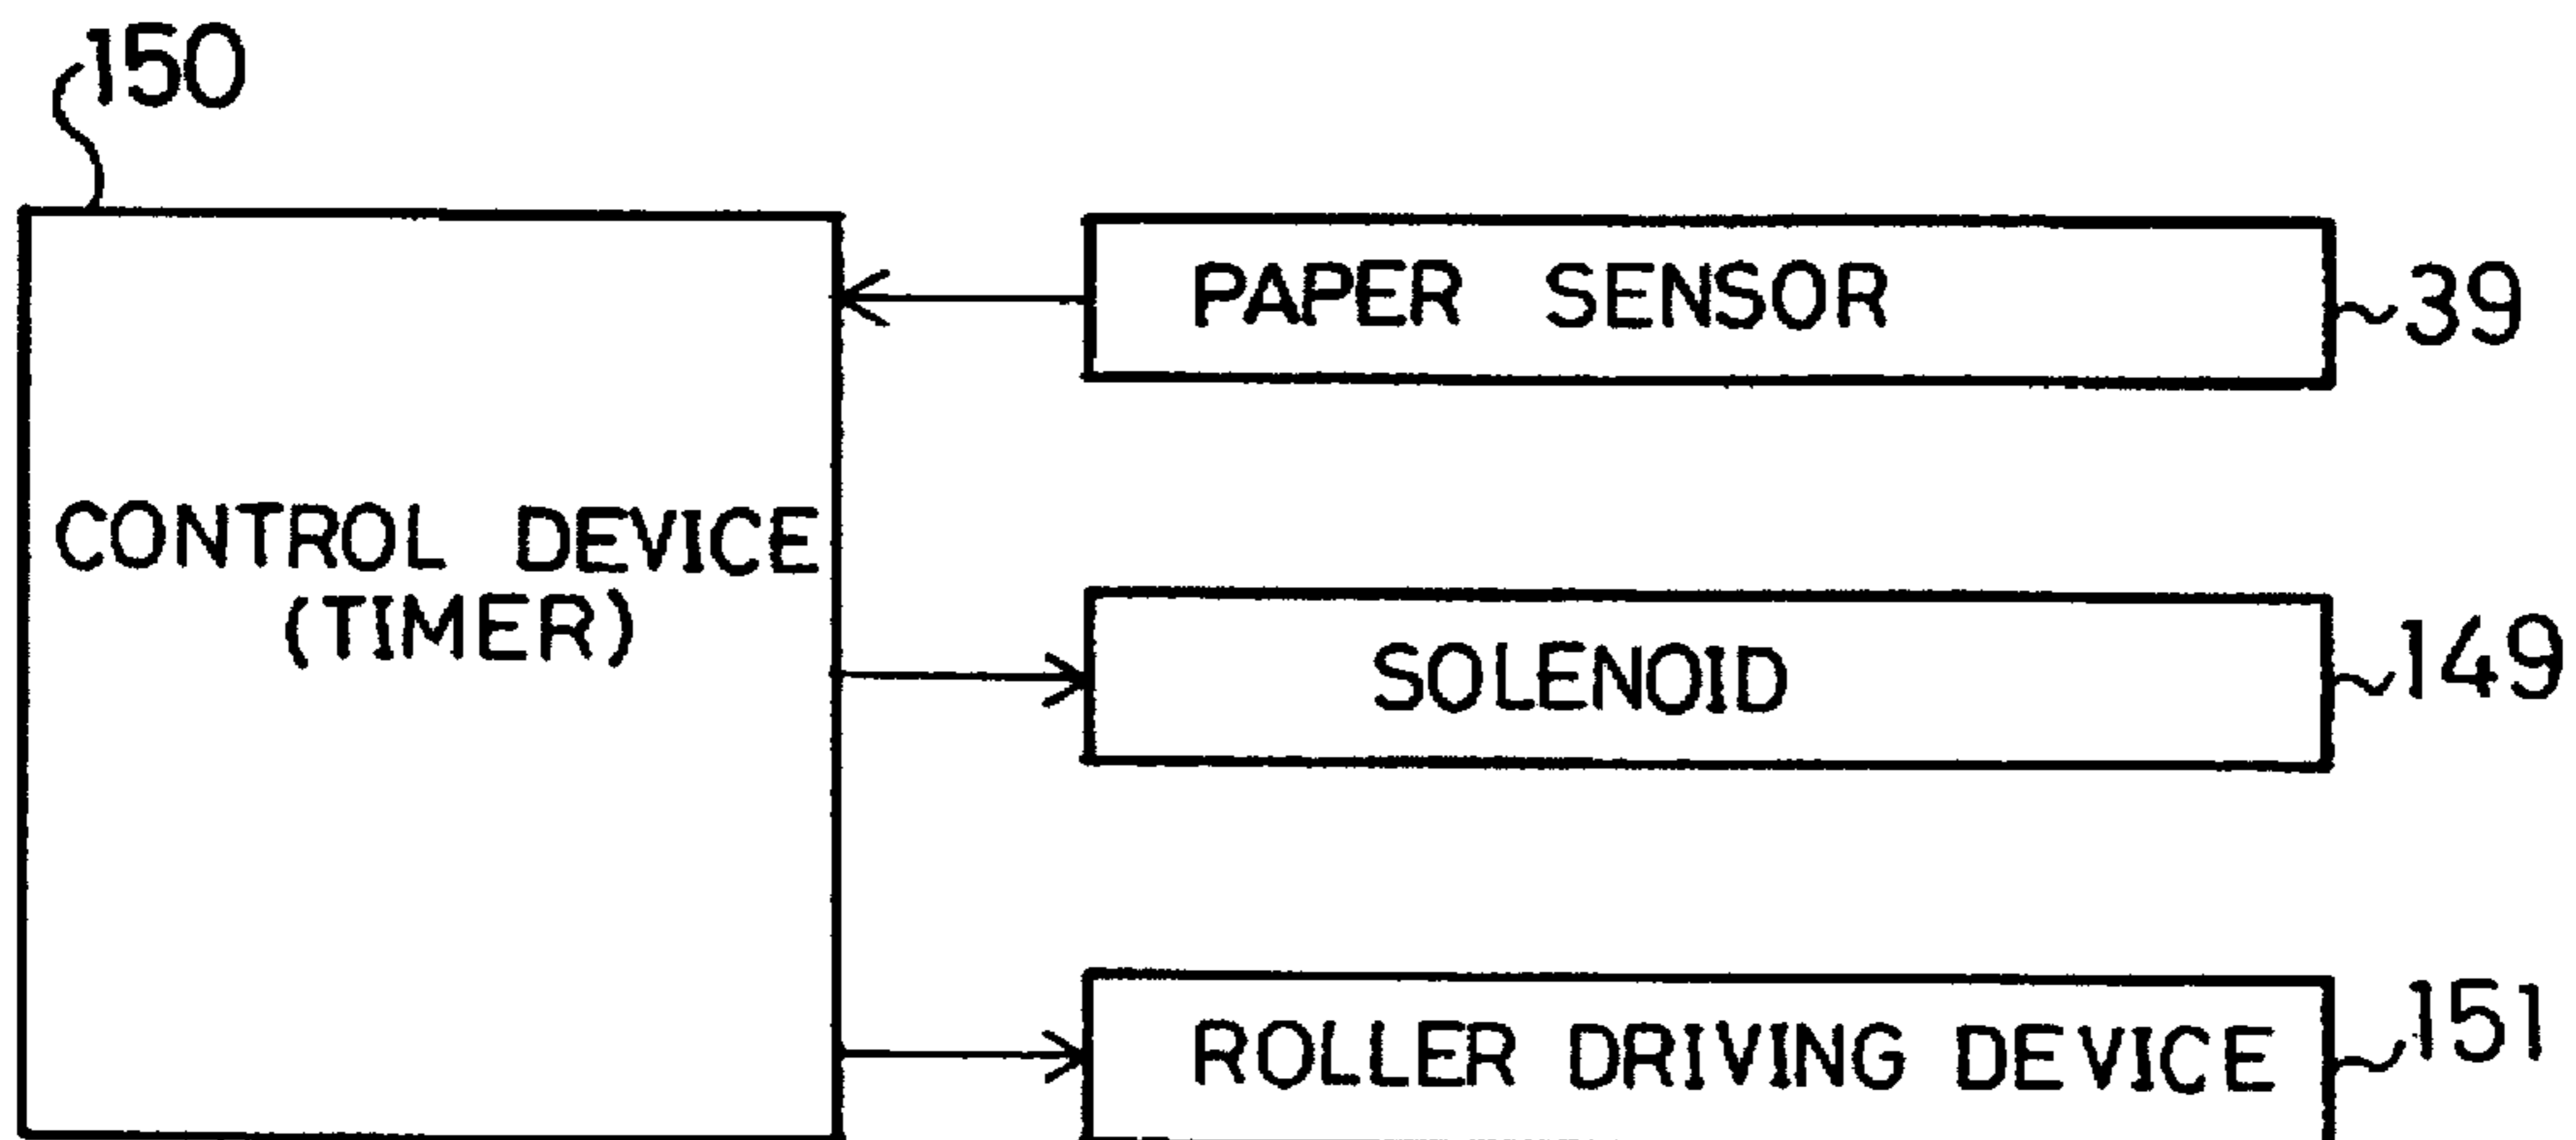 150
PAPER SENSOR
39
CONTROL DEVICE
(TIMER)
SOLENOID
149
ROLLER DRIVING DEVICE
151